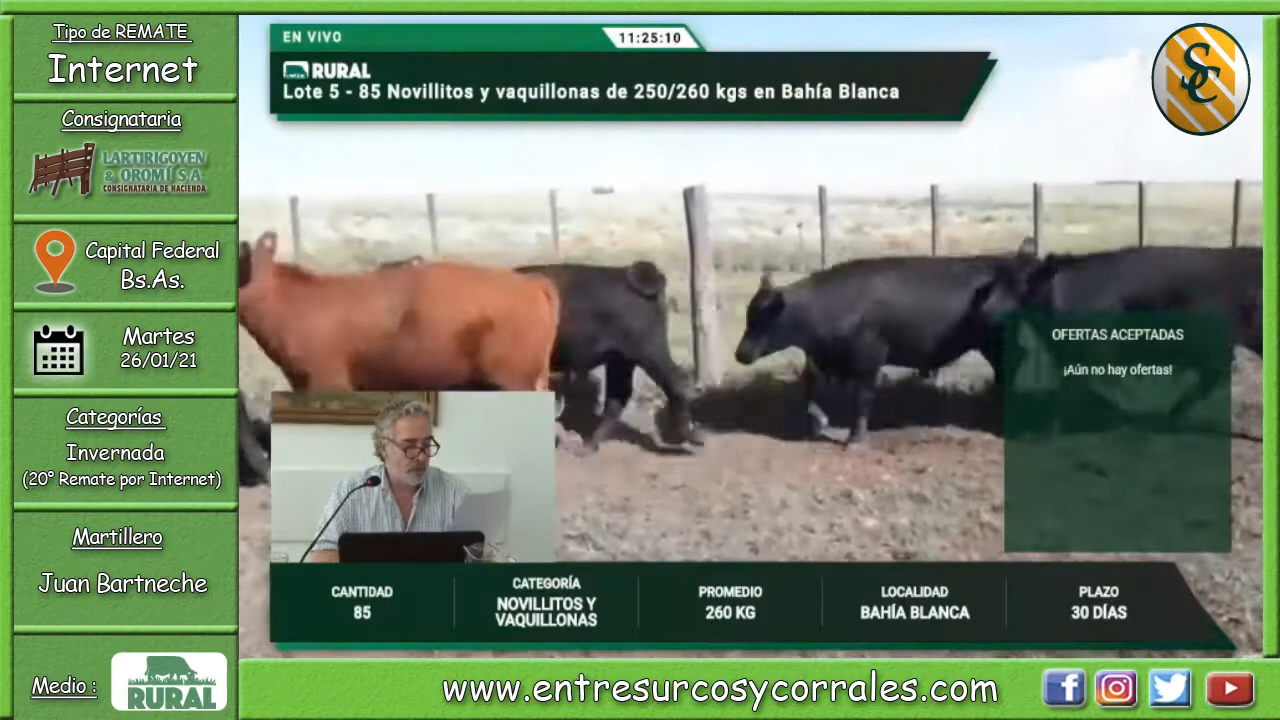 Tipo de REMATE
Internet
Consignataria
LARTIRIGOYEN
& OROMÍ S.A.
CONSIGNATARIA DE HACIENDA
Capital Federal
Bs.As.
Martes
26/01/21
Categorías
Invernada
(20° Remate por Internet)
Martillero
Juan Bartneche
Medio :
RURAL
EN VIVO
11:25:10
RURAL
Lote 5 - 85 Novillitos y vaquillonas de 250/260 kgs en Bahía Blanca
SC
OFERTAS ACEPTADAS
¡Aún no hay ofertas!
CANTIDAD
85
CATEGORÍA
NOVILLITOS Y
VAQUILLONAS
PROMEDIO
260 KG
LOCALIDAD
BAHÍA BLANCA
PLAZO
30 DÍAS
www.entresurcosycorrales.com